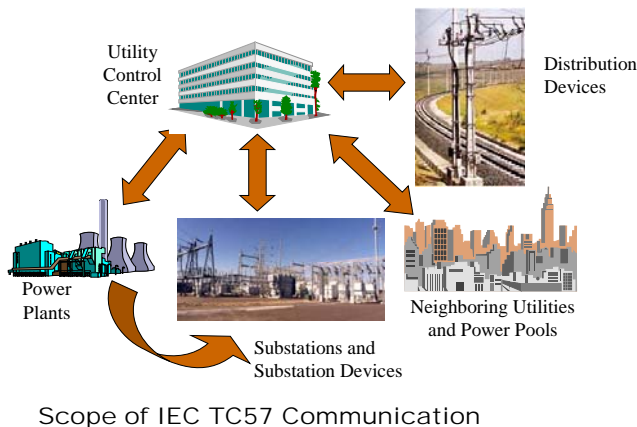 Utility
Control
Center
Distribution
Devices
Power
Plants
Neighboring Utilities
and Power Pools
Substations and
Substation Devices
Scope of IEC TC57 Communication